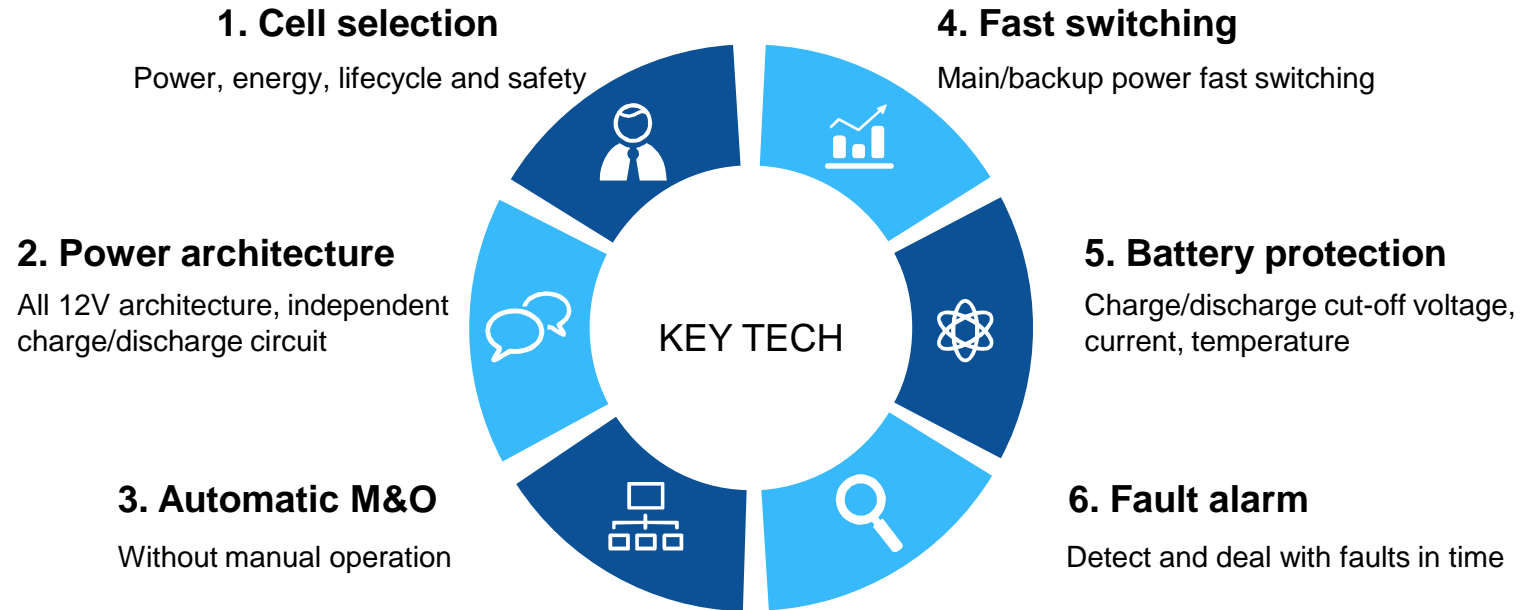 1. Cell selection
Power, energy, lifecycle and safety
2. Power architecture
All 12V architecture, independent
charge/discharge circuit
3. Automatic M&O
Without manual operation
KEY TECH
4. Fast switching
Main/backup power fast switching
5. Battery protection
Charge/discharge cut-off voltage,
current, temperature
6. Fault alarm
Detect and deal with faults in time